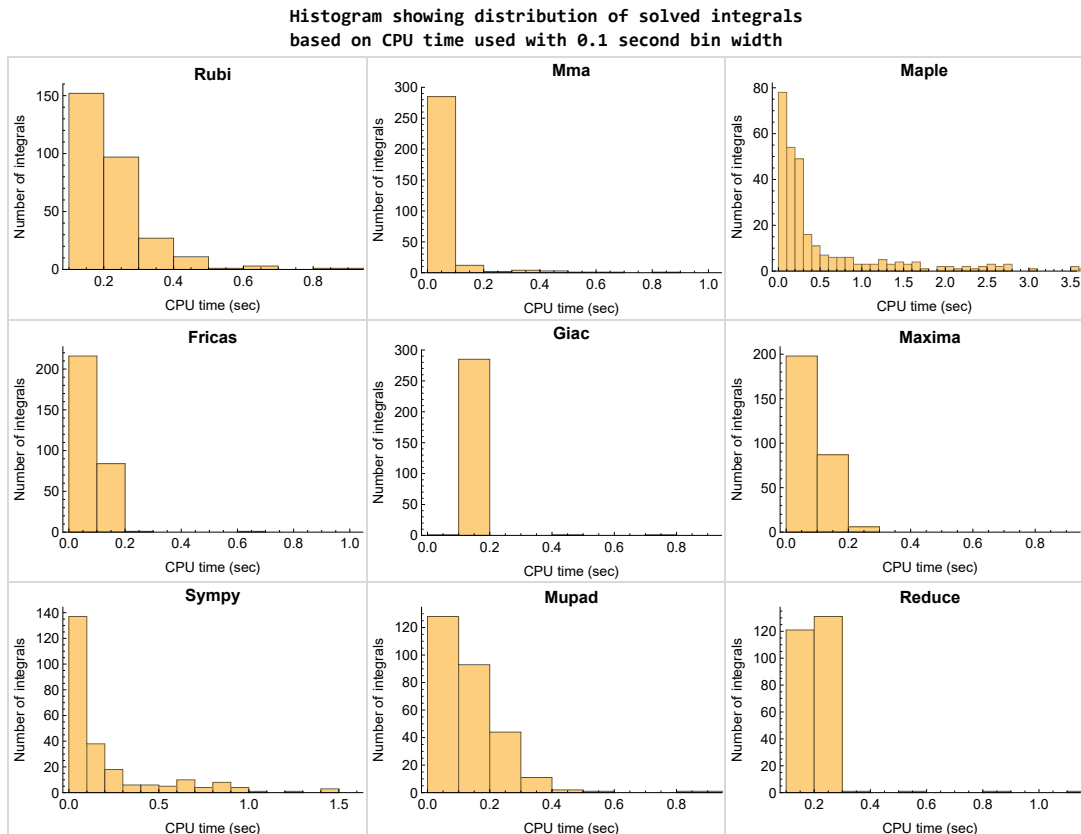 Histogram showing distribution of solved integrals
based on CPU time used with 0.1 second bin width
Rubi
Number of integrals
150
100
50
0
0.2 0.4 0.6 0.8
CPU time (sec)
Mma
Number of integrals
300
250
200
150
100
50
0
0.0 0.2 0.4 0.6 0.8 1.0
CPU time (sec)
Maple
Number of integrals
80
60
40
20
0
0.0 0.5 1.0 1.5 2.0 2.5 3.0 3.5
CPU time (sec)
Fricas
Number of integrals
200
150
100
50
0
0.0 0.2 0.4 0.6 0.8 1.0
CPU time (sec)
Giac
Number of integrals
300
250
200
150
100
50
0
0.0 0.2 0.4 0.6 0.8
CPU time (sec)
Maxima
Number of integrals
200
150
100
50
0
0.0 0.2 0.4 0.6 0.8
CPU time (sec)
Sympy
Number of integrals
140
120
100
80
60
40
20
0
0.0 0.5 1.0 1.5
CPU time (sec)
Mupad
Number of integrals
120
100
80
60
40
20
0
0.0 0.2 0.4 0.6 0.8
CPU time (sec)
Reduce
Number of integrals
120
100
80
60
40
20
0
0.2 0.4 0.6 0.8 1.0
CPU time (sec)